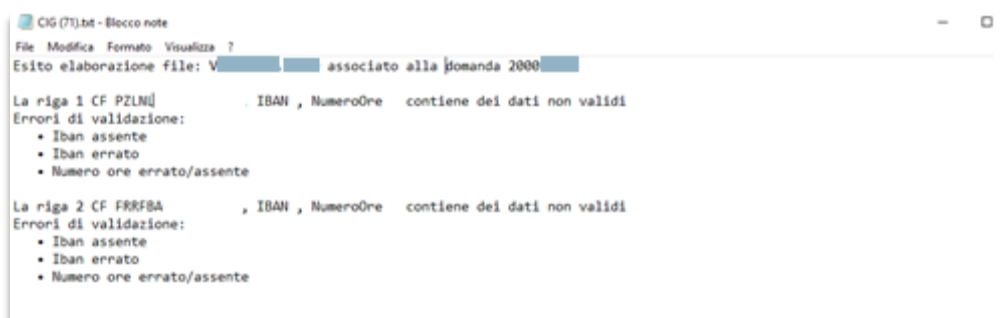 CIG (71).txt - Blocco note
File Modifica Formato Visualizza ?
Esito elaborazione file: V associato alla domanda 2000
La riga 1 CF PZLNL , IBAN , NumeroOre contiene dei dati non validi
Errori di validazione:
• Iban assente
• Iban errato
• Numero ore errato/assente
La riga 2 CF FRRFBA , IBAN , NumeroOre contiene dei dati non validi
Errori di validazione:
• Iban assente
• Iban errato
• Numero ore errato/assente